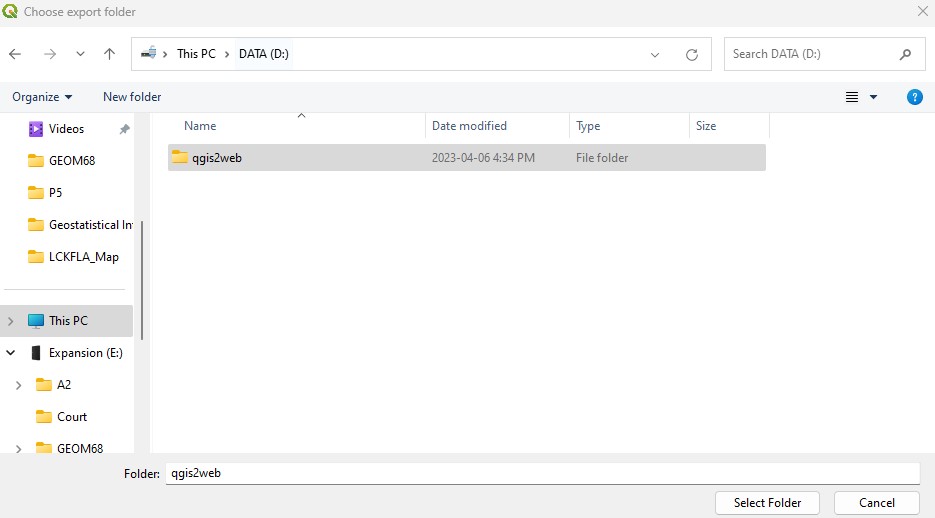 Choose export folder
This PC DATA (D:)
Search DATA (D:)
Organize New folder
?
Videos
GEOM68
P5
Geostatistical In
LCKFLA_Map
This PC
Expansion (E:)
A2
Court
GEOM68
Name Date modified Type Size
qgis2web 2023-04-06 4:34 PM File folder
Folder: qgis2web
Select Folder Cancel